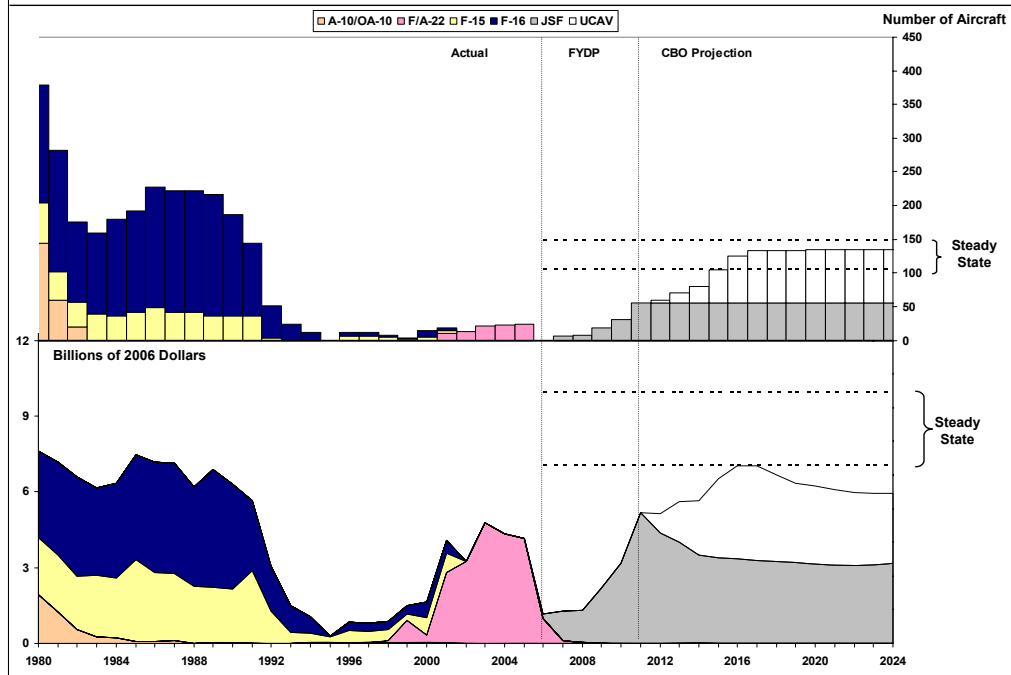 A-10/OA-10 F/A-22 F-15 F-16 JSF UCAV
Number of Aircraft
Actual FYDP CBO Projection
450
400
350
300
250
200
150
100
50
0
Steady
State
12
Billions of 2006 Dollars
9
6
3
0
Steady
State
1980 1984 1988 1992 1996 2000 2004 2008 2012 2016 2020 2024